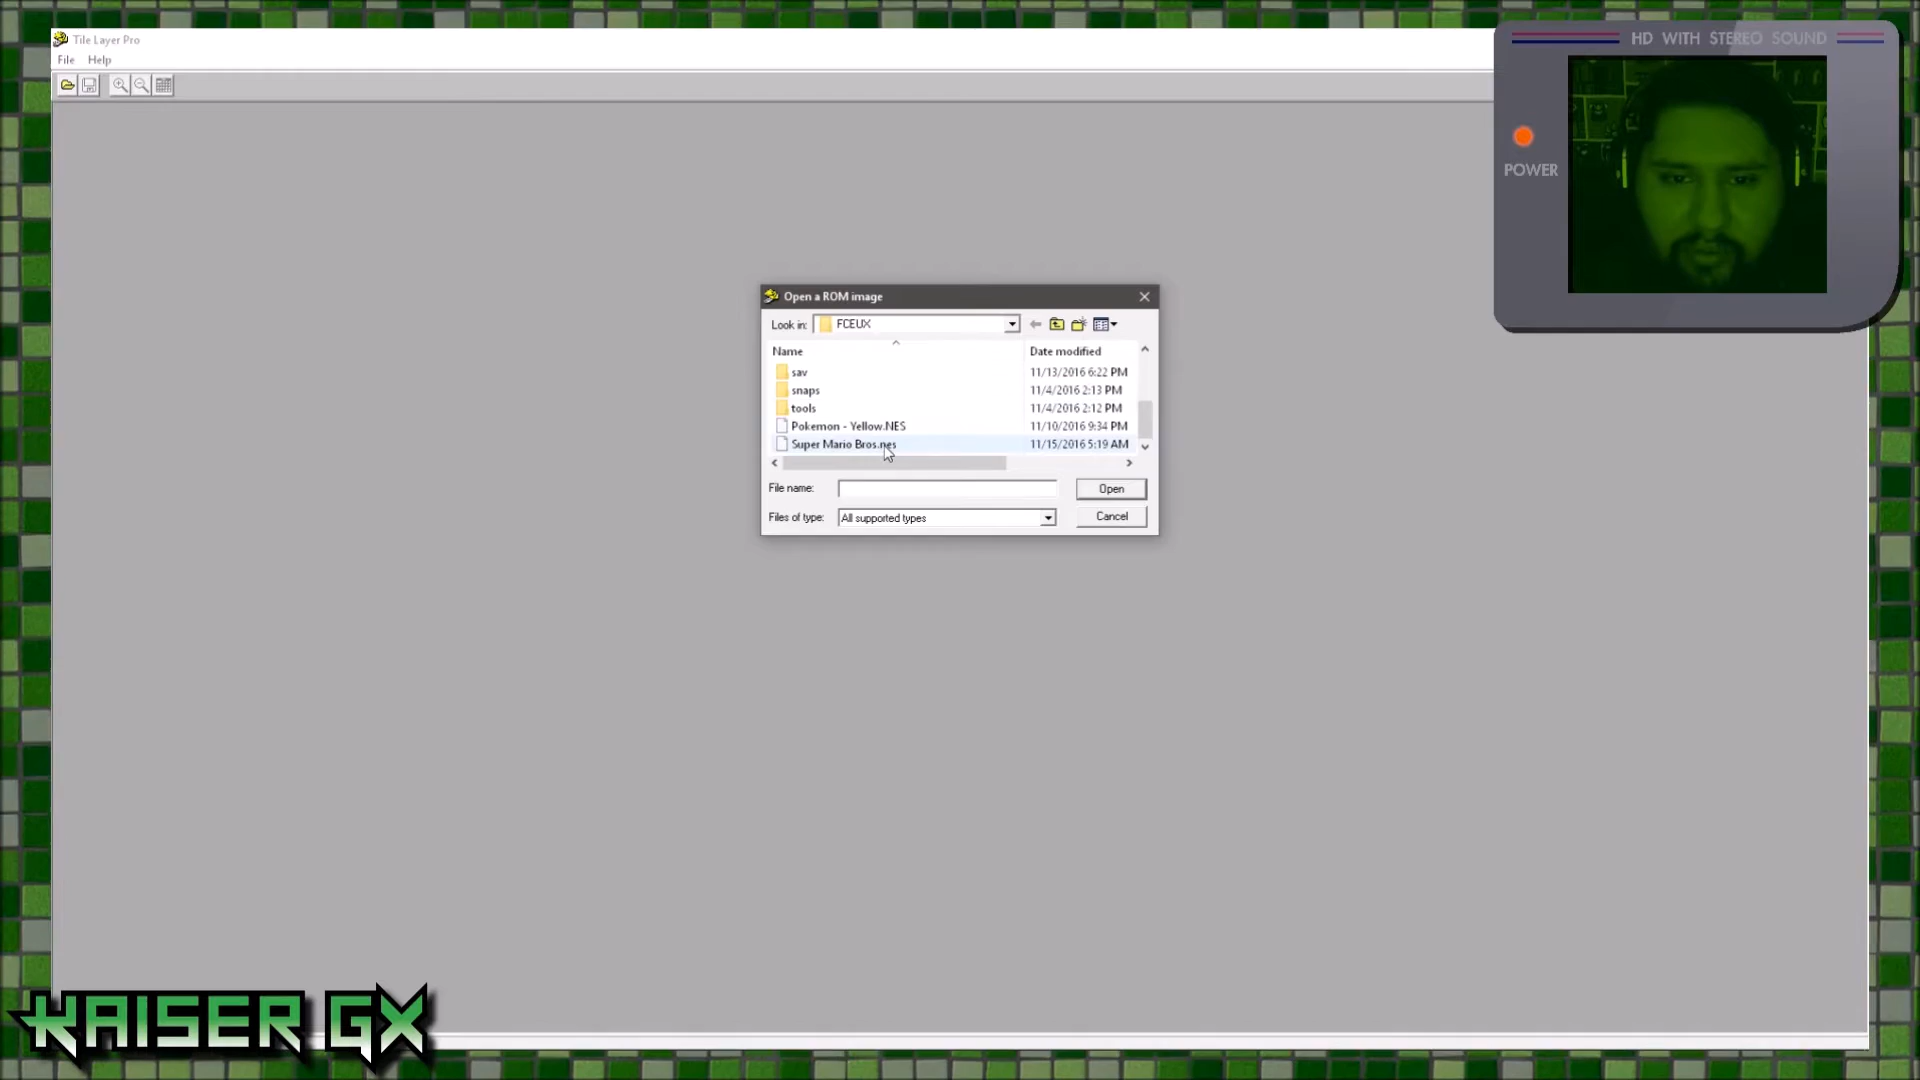 Tile Layer Pro
File Help
HD WITH STEREO SOUND
POWER
Open a ROM image
Look in: FCEUX
Name Date modified
sav 11/13/2016 6:22 PM
snaps 11/4/2016 2:13 PM
tools 11/4/2016 2:12 PM
Pokemon - Yellow.NES 11/10/2016 9:34 PM
Super Mario Bros.nes 11/15/2016 5:19 AM
File name: Open
Files of type: All supported types Cancel
KAISER GX